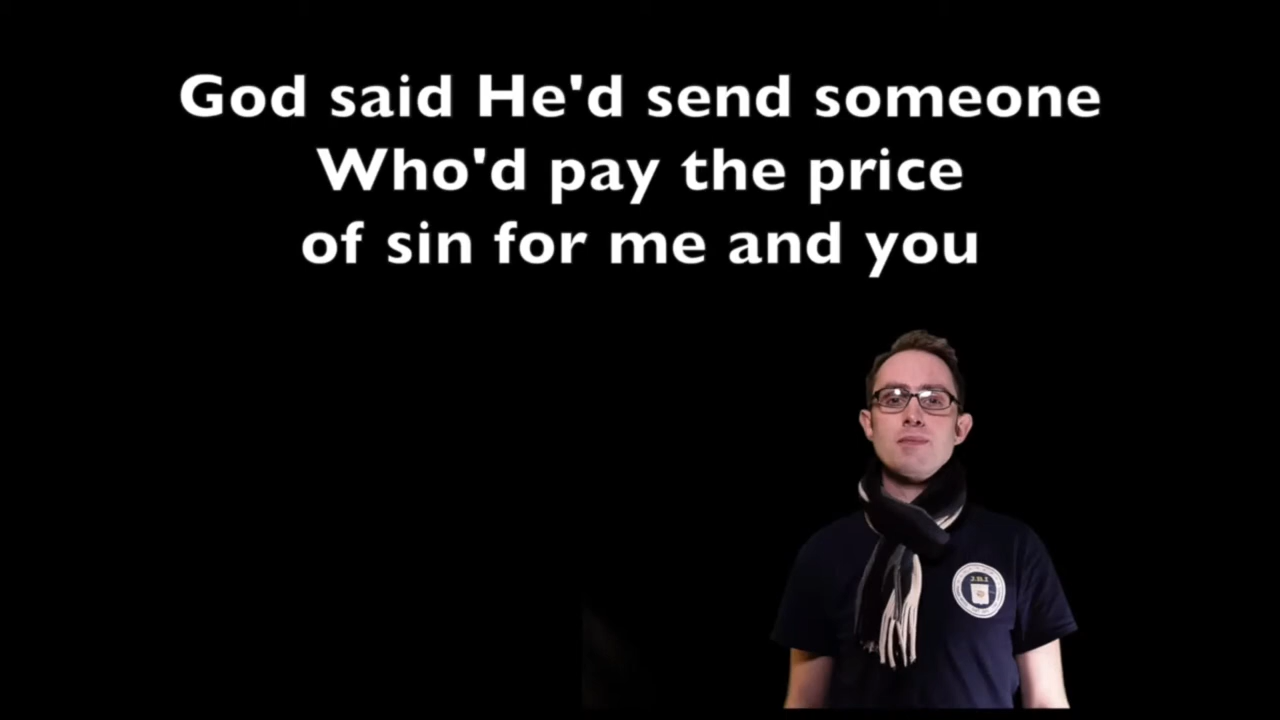 God said He'd send someone
Who'd pay the price
of sin for me and you
J.B.I